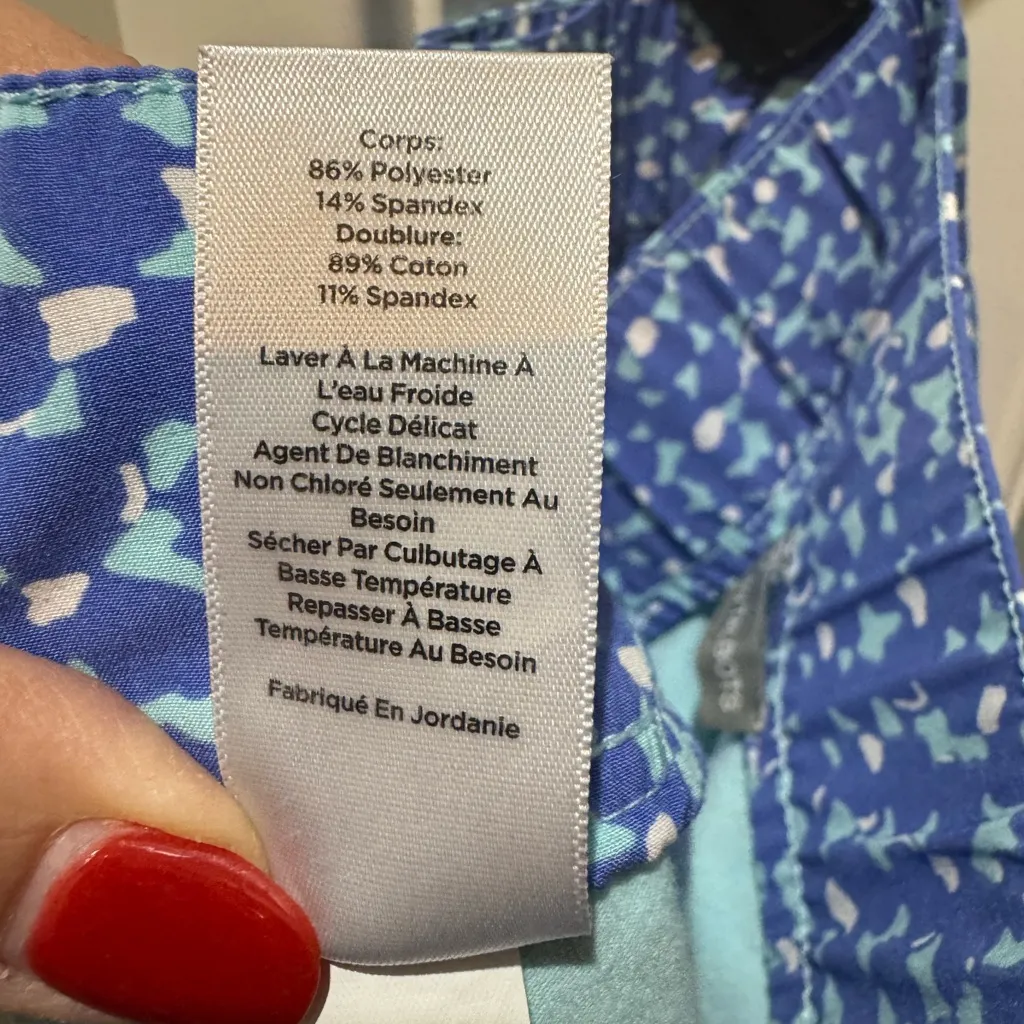 Corps:
86% Polyester
14% Spandex
Doublure:
89% Coton
11% Spandex
Laver À La Machine À
L'eau Froide
Cycle Délicat
Agent De Blanchiment
Non Chloré Seulement Au
Besoin
Sécher Par Culbutage À
Basse Température
Repasser À Basse
Température Au Besoin
Fabriqué En Jordanie